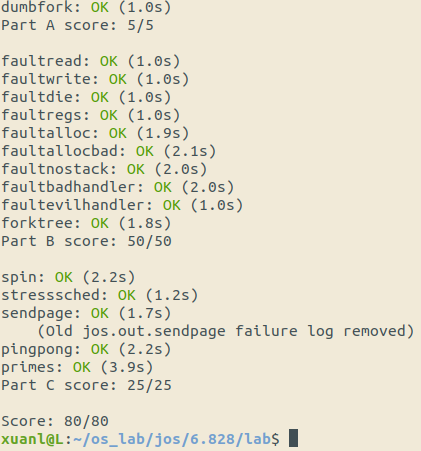 dumbfork: OK (1.0s)
Part A score: 5/5
faultread: OK (1.0s)
faultwrite: OK (1.0s)
faultdie: OK (1.0s)
faultregs: OK (1.0s)
faultalloc: OK (1.9s)
faultallocbad: OK (2.1s)
faultnostack: OK (2.0s)
faultbadhandler: OK (2.0s)
faultevilhandler: OK (1.0s)
forktree: OK (1.8s)
Part B score: 50/50
spin: OK (2.2s)
stresssched: OK (1.2s)
sendpage: OK (1.7s)
(Old jos.out.sendpage failure log removed)
pingpong: OK (2.2s)
primes: OK (3.9s)
Part C score: 25/25
Score: 80/80
xuanl@L:~/os_lab/jos/6.828/lab$